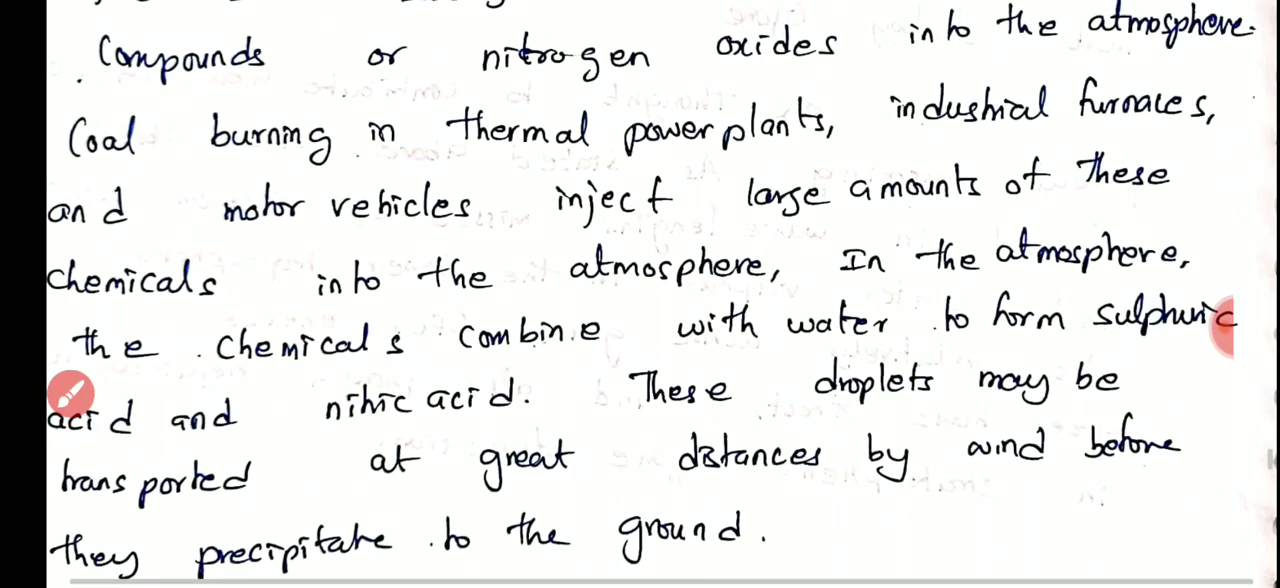 Compounds or nitrogen oxides into the atmosphere.
Coal burning in thermal power plants, industrial furnaces,
and motor vehicles inject large amounts of these
chemicals into the atmosphere, In the atmosphere,
the chemicals combine with water to form sulphuric
acid and nitric acid. These droplets may be
transported at great distances by wind before
they precipitate to the ground.